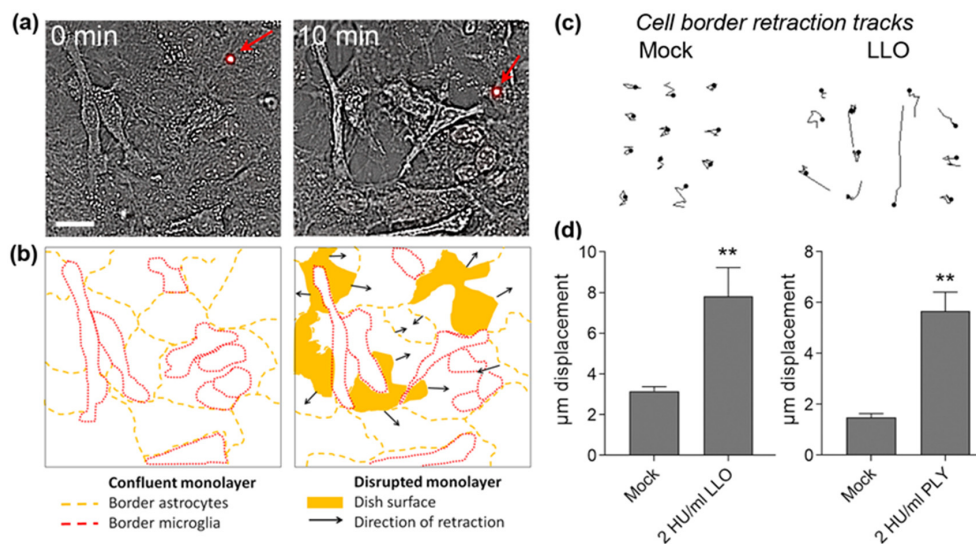 (a)
0 min
10 min
(b)
Confluent monolayer
Border astrocytes
Border microglia
Disrupted monolayer
Dish surface
Direction of retraction
(c)
Cell border retraction tracks
Mock
LLO
(d)
µm displacement
10
8
6
4
2
0
**
Mock
2 HU/ml LLO
µm displacement
8
6
4
2
0
**
Mock
2 HU/ml PLY